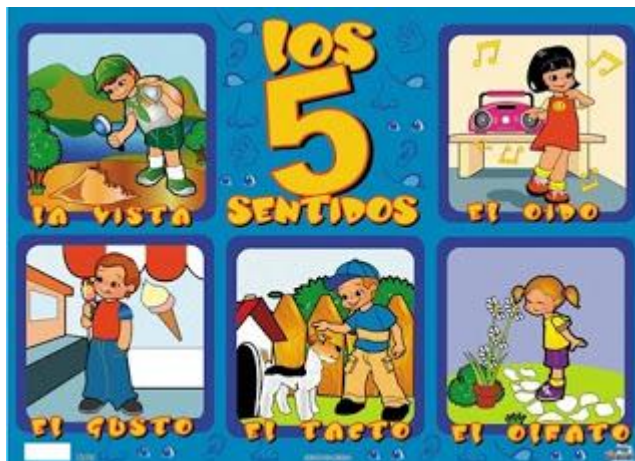 LOS
5
SENTIDOS
LA VISTA
EL OIDO
EL GUSTO
EL TACTO
EL OLFATO